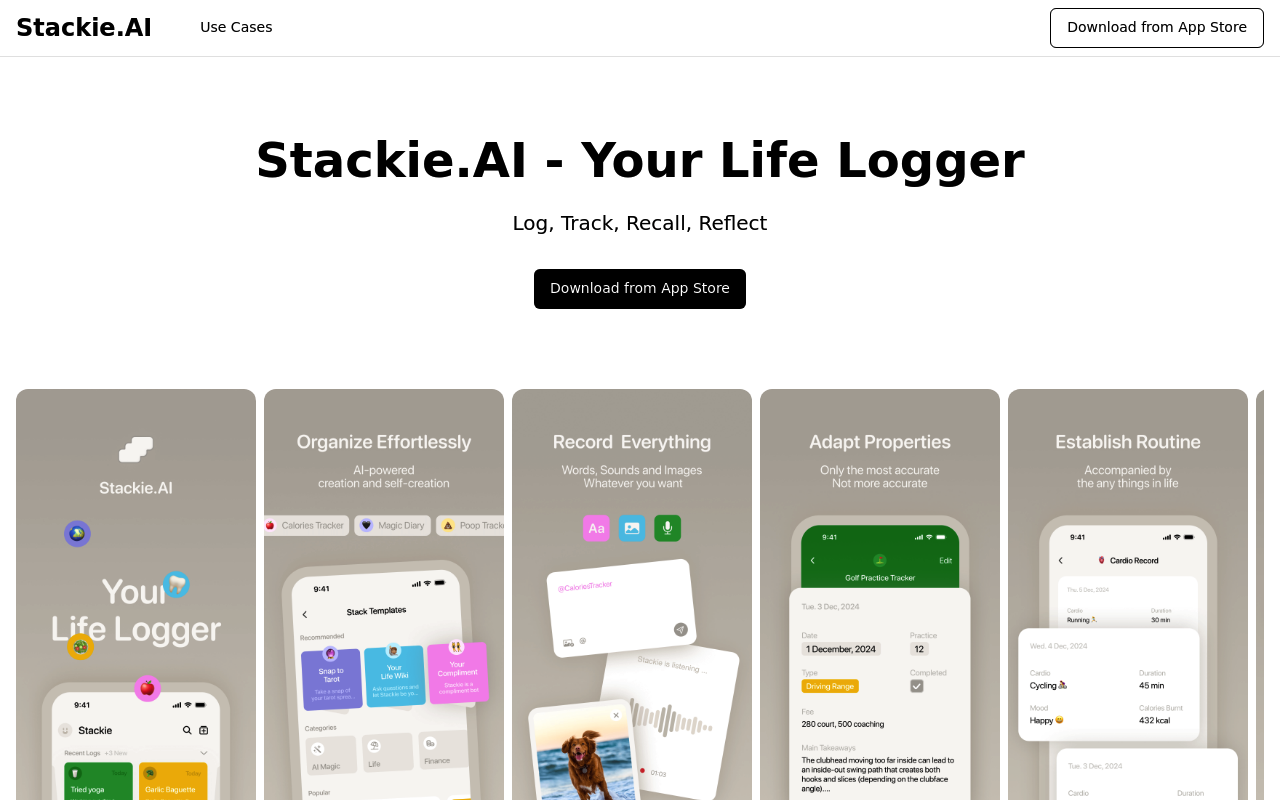 Stackie.AI
Use Cases
Download from App Store
Stackie.AI - Your Life Logger
Log, Track, Recall, Reflect
Download from App Store
Stackie.AI
Your
Life Logger
9:41
Stackie
Recent Logs +3 New
Today
Tried yoga
Today
Garlic Baguette
Organize Effortlessly
AI-powered
creation and self-creation
Calories Tracker
Magic Diary
Poop Tracke
9:41
Stack Templates
Recommended
Snap to
Tarot
Your
Life Wiki
Your
Compliment
Categories
AI Magic
Life
Finance
Popular
Record Everything
Words, Sounds and Images
Whatever you want
Aa
@CaloriesTracker
Stackie is listening ...
01:03
Adapt Properties
Only the most accurate
Not more accurate
9:41
Edit
Golf Practice Tracker
Tue. 3 Dec, 2024
Date
Practice
1 December, 2024
12
Type
Completed
Driving Range
Fee
280 court, 500 coaching
Main Takeaways
The clubhead moving too far inside can lead to
an inside-out swing path that creates both
hooks and slices (depending on the clubface
angle)....
Establish Routine
Accompanied by
the any things in life
9:41
Cardio Record
Thu. 5 Dec, 2024
Cardio
Duration
Running
30 min
Wed. 4 Dec, 2024
Cardio
Duration
Cycling
45 min
Mood
Calories Burnt
Happy
432 kcal
Tue. 3 Dec, 2024
Cardio
Duration